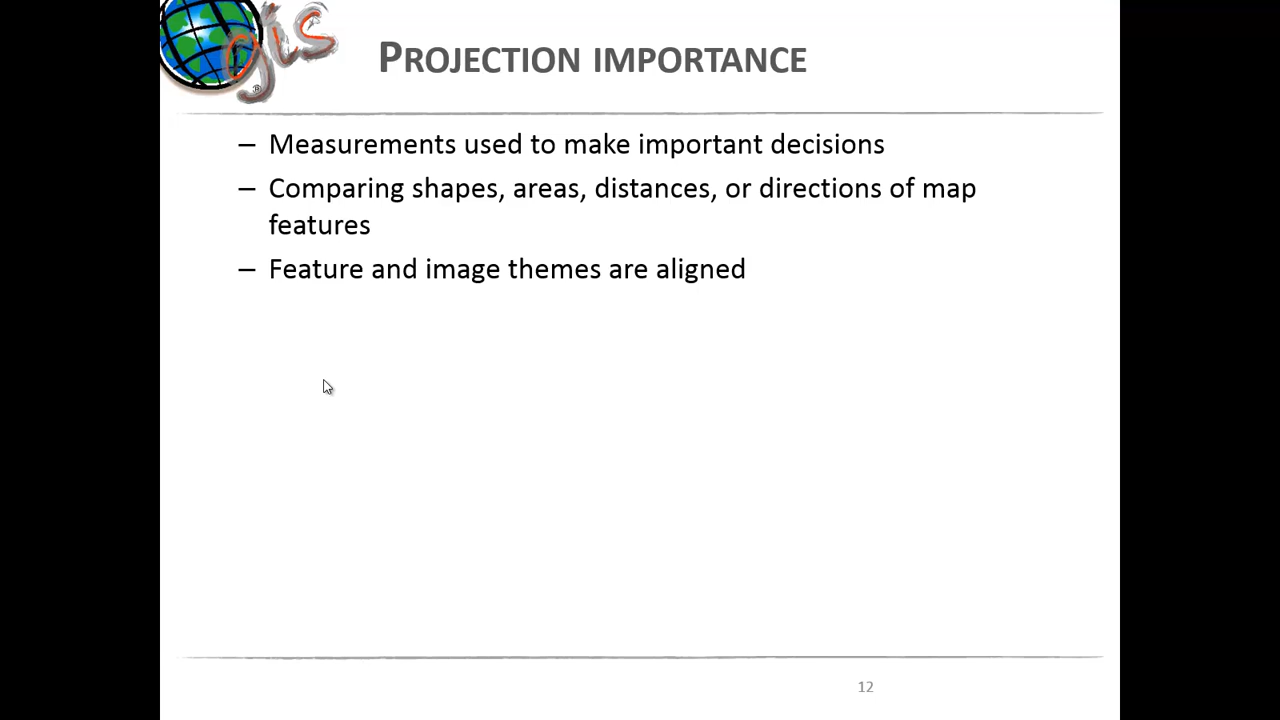 gis
®
PROJECTION IMPORTANCE
– Measurements used to make important decisions
– Comparing shapes, areas, distances, or directions of map
features
– Feature and image themes are aligned
12